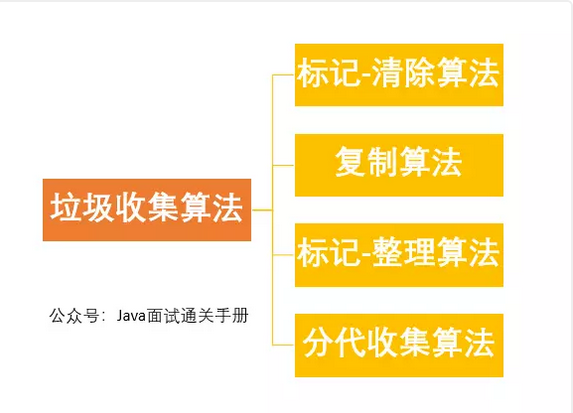 标记-清除算法
复制算法
垃圾收集算法
标记-整理算法
公众号：Java面试通关手册
分代收集算法